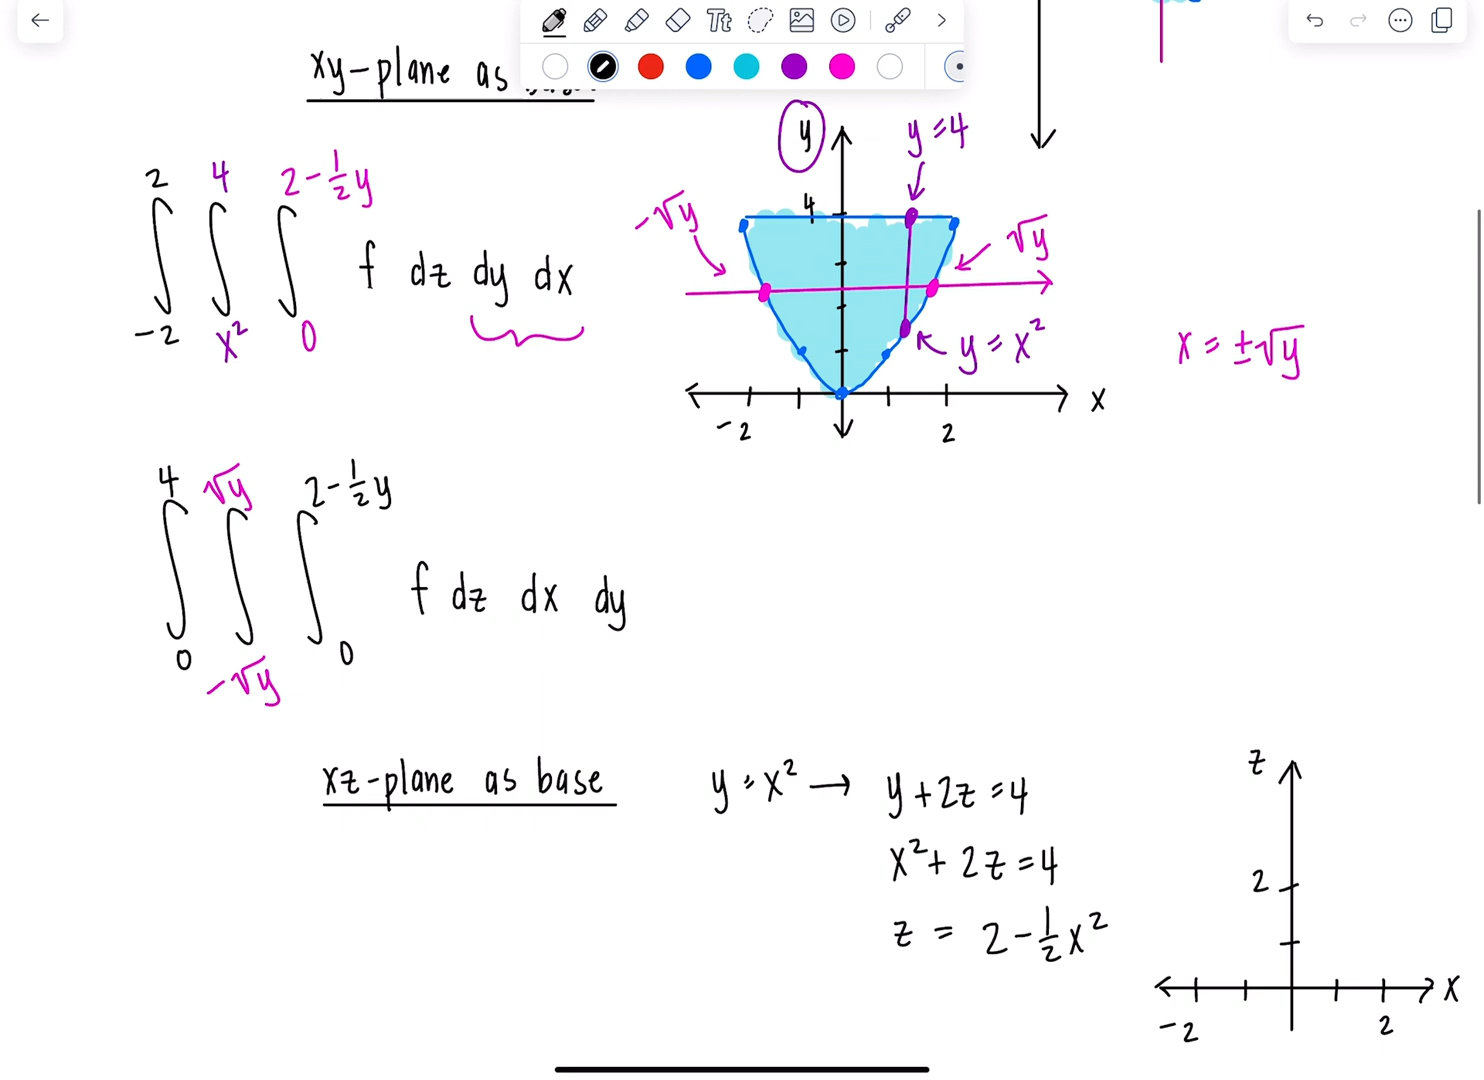 Tt
xy-plane as
y
y = 4
∫_{-2}^{2} ∫_{x²}^{4} ∫_{0}^{2-½y} f dz dy dx
4
-√y
√y
y = x²
x = ±√y
-2
2
x
∫_{0}^{4} ∫_{-√y}^{√y} ∫_{0}^{2-½y} f dz dx dy
xz-plane as base
y = x² → y + 2z = 4
x² + 2z = 4
z = 2 - ½x²
z
2
x
-2
2